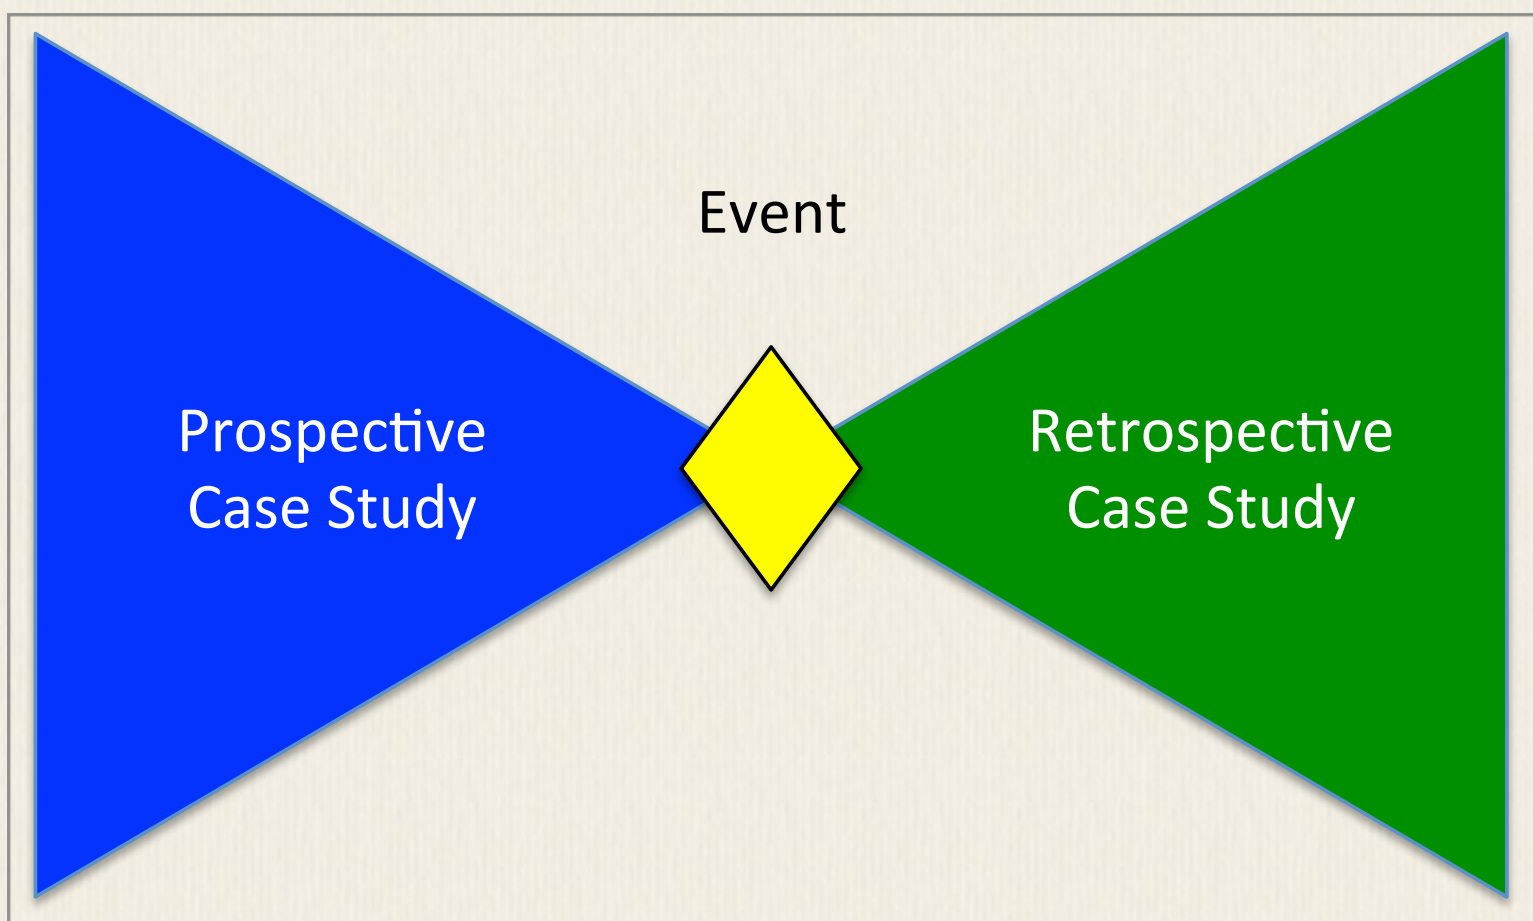 Event
Prospective
Case Study
Retrospective
Case Study